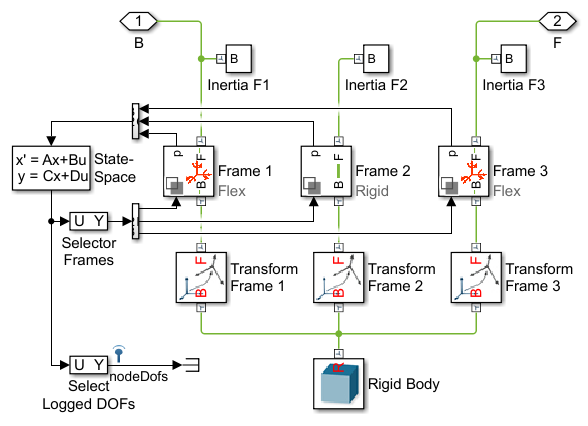 1
B
2
F
B
Inertia F1
B
Inertia F2
B
Inertia F3
x' = Ax+Bu
y = Cx+Du
State-
Space
p
F
B
Frame 1
Flex
p
F
B
Frame 2
Rigid
p
F
B
Frame 3
Flex
U Y
Selector
Frames
F
B
Transform
Frame 1
F
B
Transform
Frame 2
F
B
Transform
Frame 3
U Y
nodeDofs
Select
Logged DOFs
R
Rigid Body